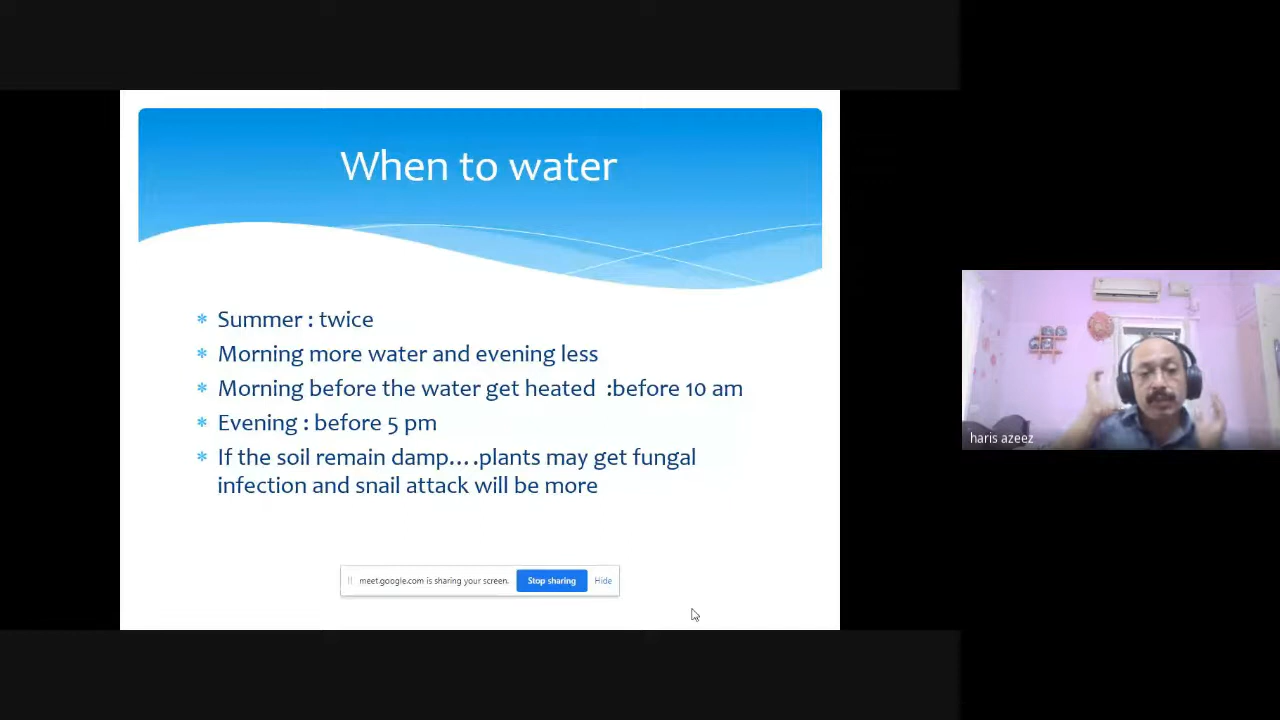 When to water
Summer : twice
Morning more water and evening less
Morning before the water get heated :before 10 am
Evening : before 5 pm
If the soil remain damp... .plants may get fungal
infection and snail attack will be more
meet.google.com is sharing your screen. Stop sharing Hide
haris azeez